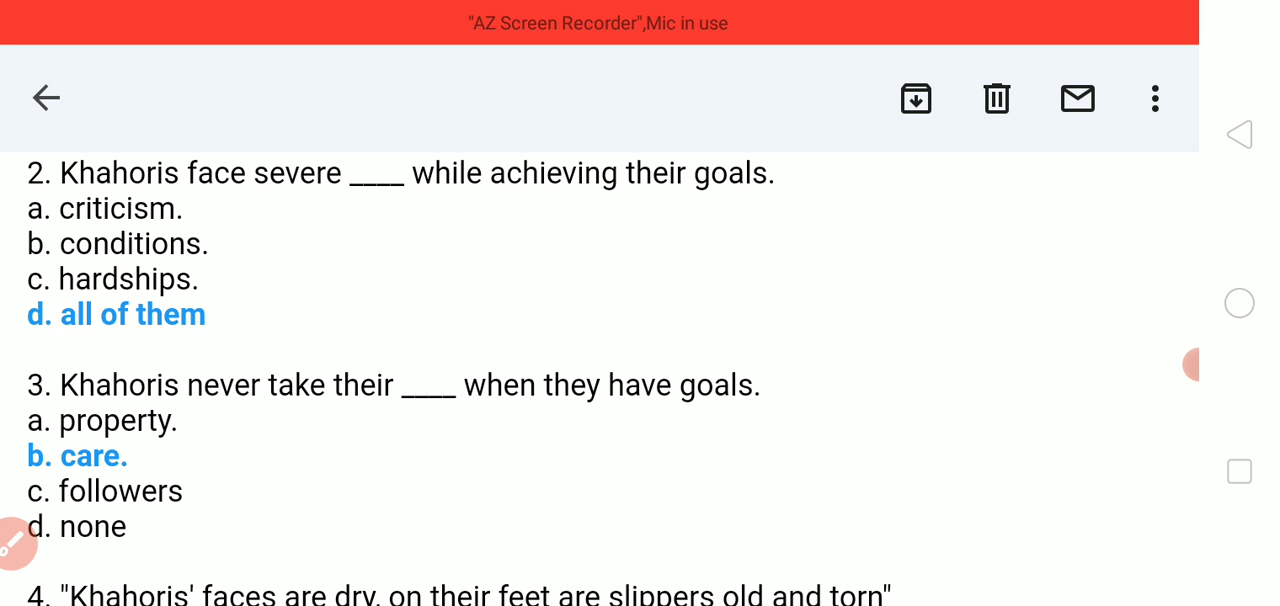 "AZ Screen Recorder",Mic in use
2. Khahoris face severe ____ while achieving their goals.
a. criticism.
b. conditions.
c. hardships.
d. all of them
3. Khahoris never take their ____ when they have goals.
a. property.
b. care.
c. followers
d. none
4. "Khahoris' faces are dry, on their feet are slippers old and torn"